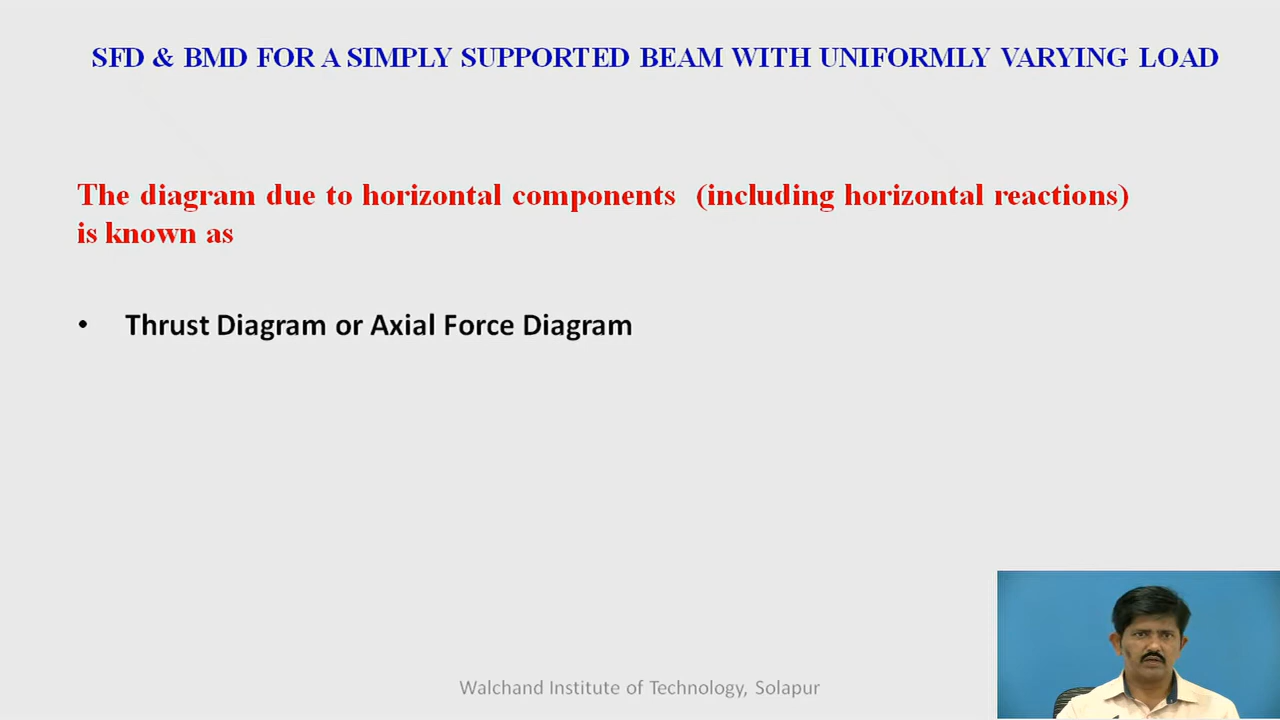 SFD & BMD FOR A SIMPLY SUPPORTED BEAM WITH UNIFORMLY VARYING LOAD
The diagram due to horizontal components (including horizontal reactions)
is known as
• Thrust Diagram or Axial Force Diagram
Walchand Institute of Technology, Solapur